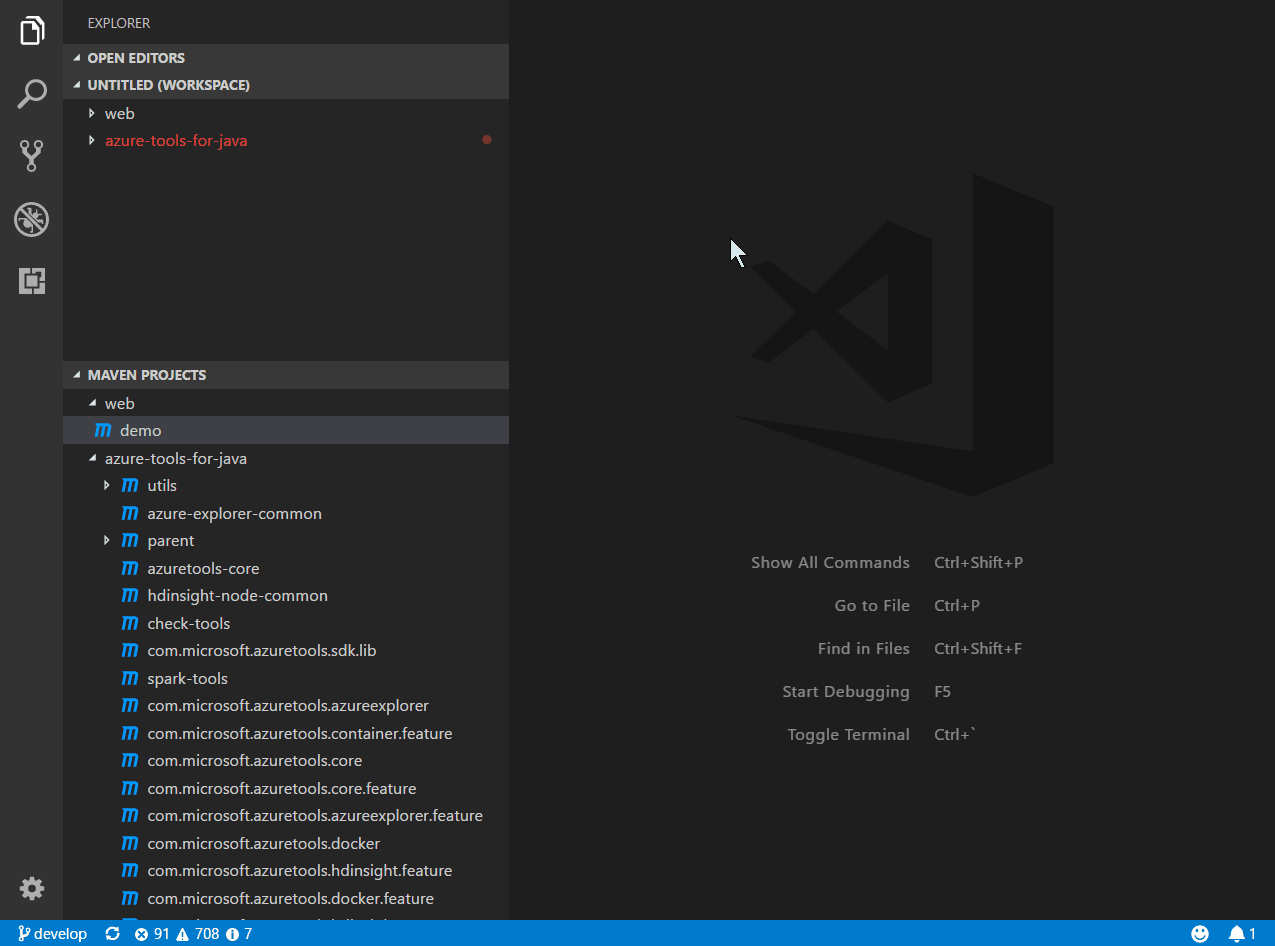 EXPLORER
OPEN EDITORS
UNTITLED (WORKSPACE)
web
azure-tools-for-java
MAVEN PROJECTS
web
demo
azure-tools-for-java
utils
azure-explorer-common
parent
azuretools-core
hdinsight-node-common
check-tools
com.microsoft.azuretools.sdk.lib
spark-tools
com.microsoft.azuretools.azureexplorer
com.microsoft.azuretools.container.feature
com.microsoft.azuretools.core
com.microsoft.azuretools.core.feature
com.microsoft.azuretools.azureexplorer.feature
com.microsoft.azuretools.docker
com.microsoft.azuretools.hdinsight.feature
com.microsoft.azuretools.docker.feature
Show All Commands Ctrl+Shift+P
Go to File Ctrl+P
Find in Files Ctrl+Shift+F
Start Debugging F5
Toggle Terminal Ctrl+`
develop 91 708 7 1